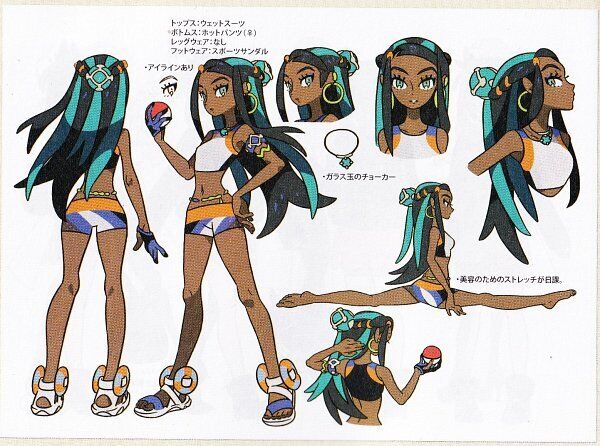 トップス:ウェットスーツ
ボトムス:ホットパンツ(♀)
レッグウェア:なし
フットウェア:スポーツサンダル
・アイラインあり
・ガラス玉のチョーカー
・美容のためのストレッチが日課。